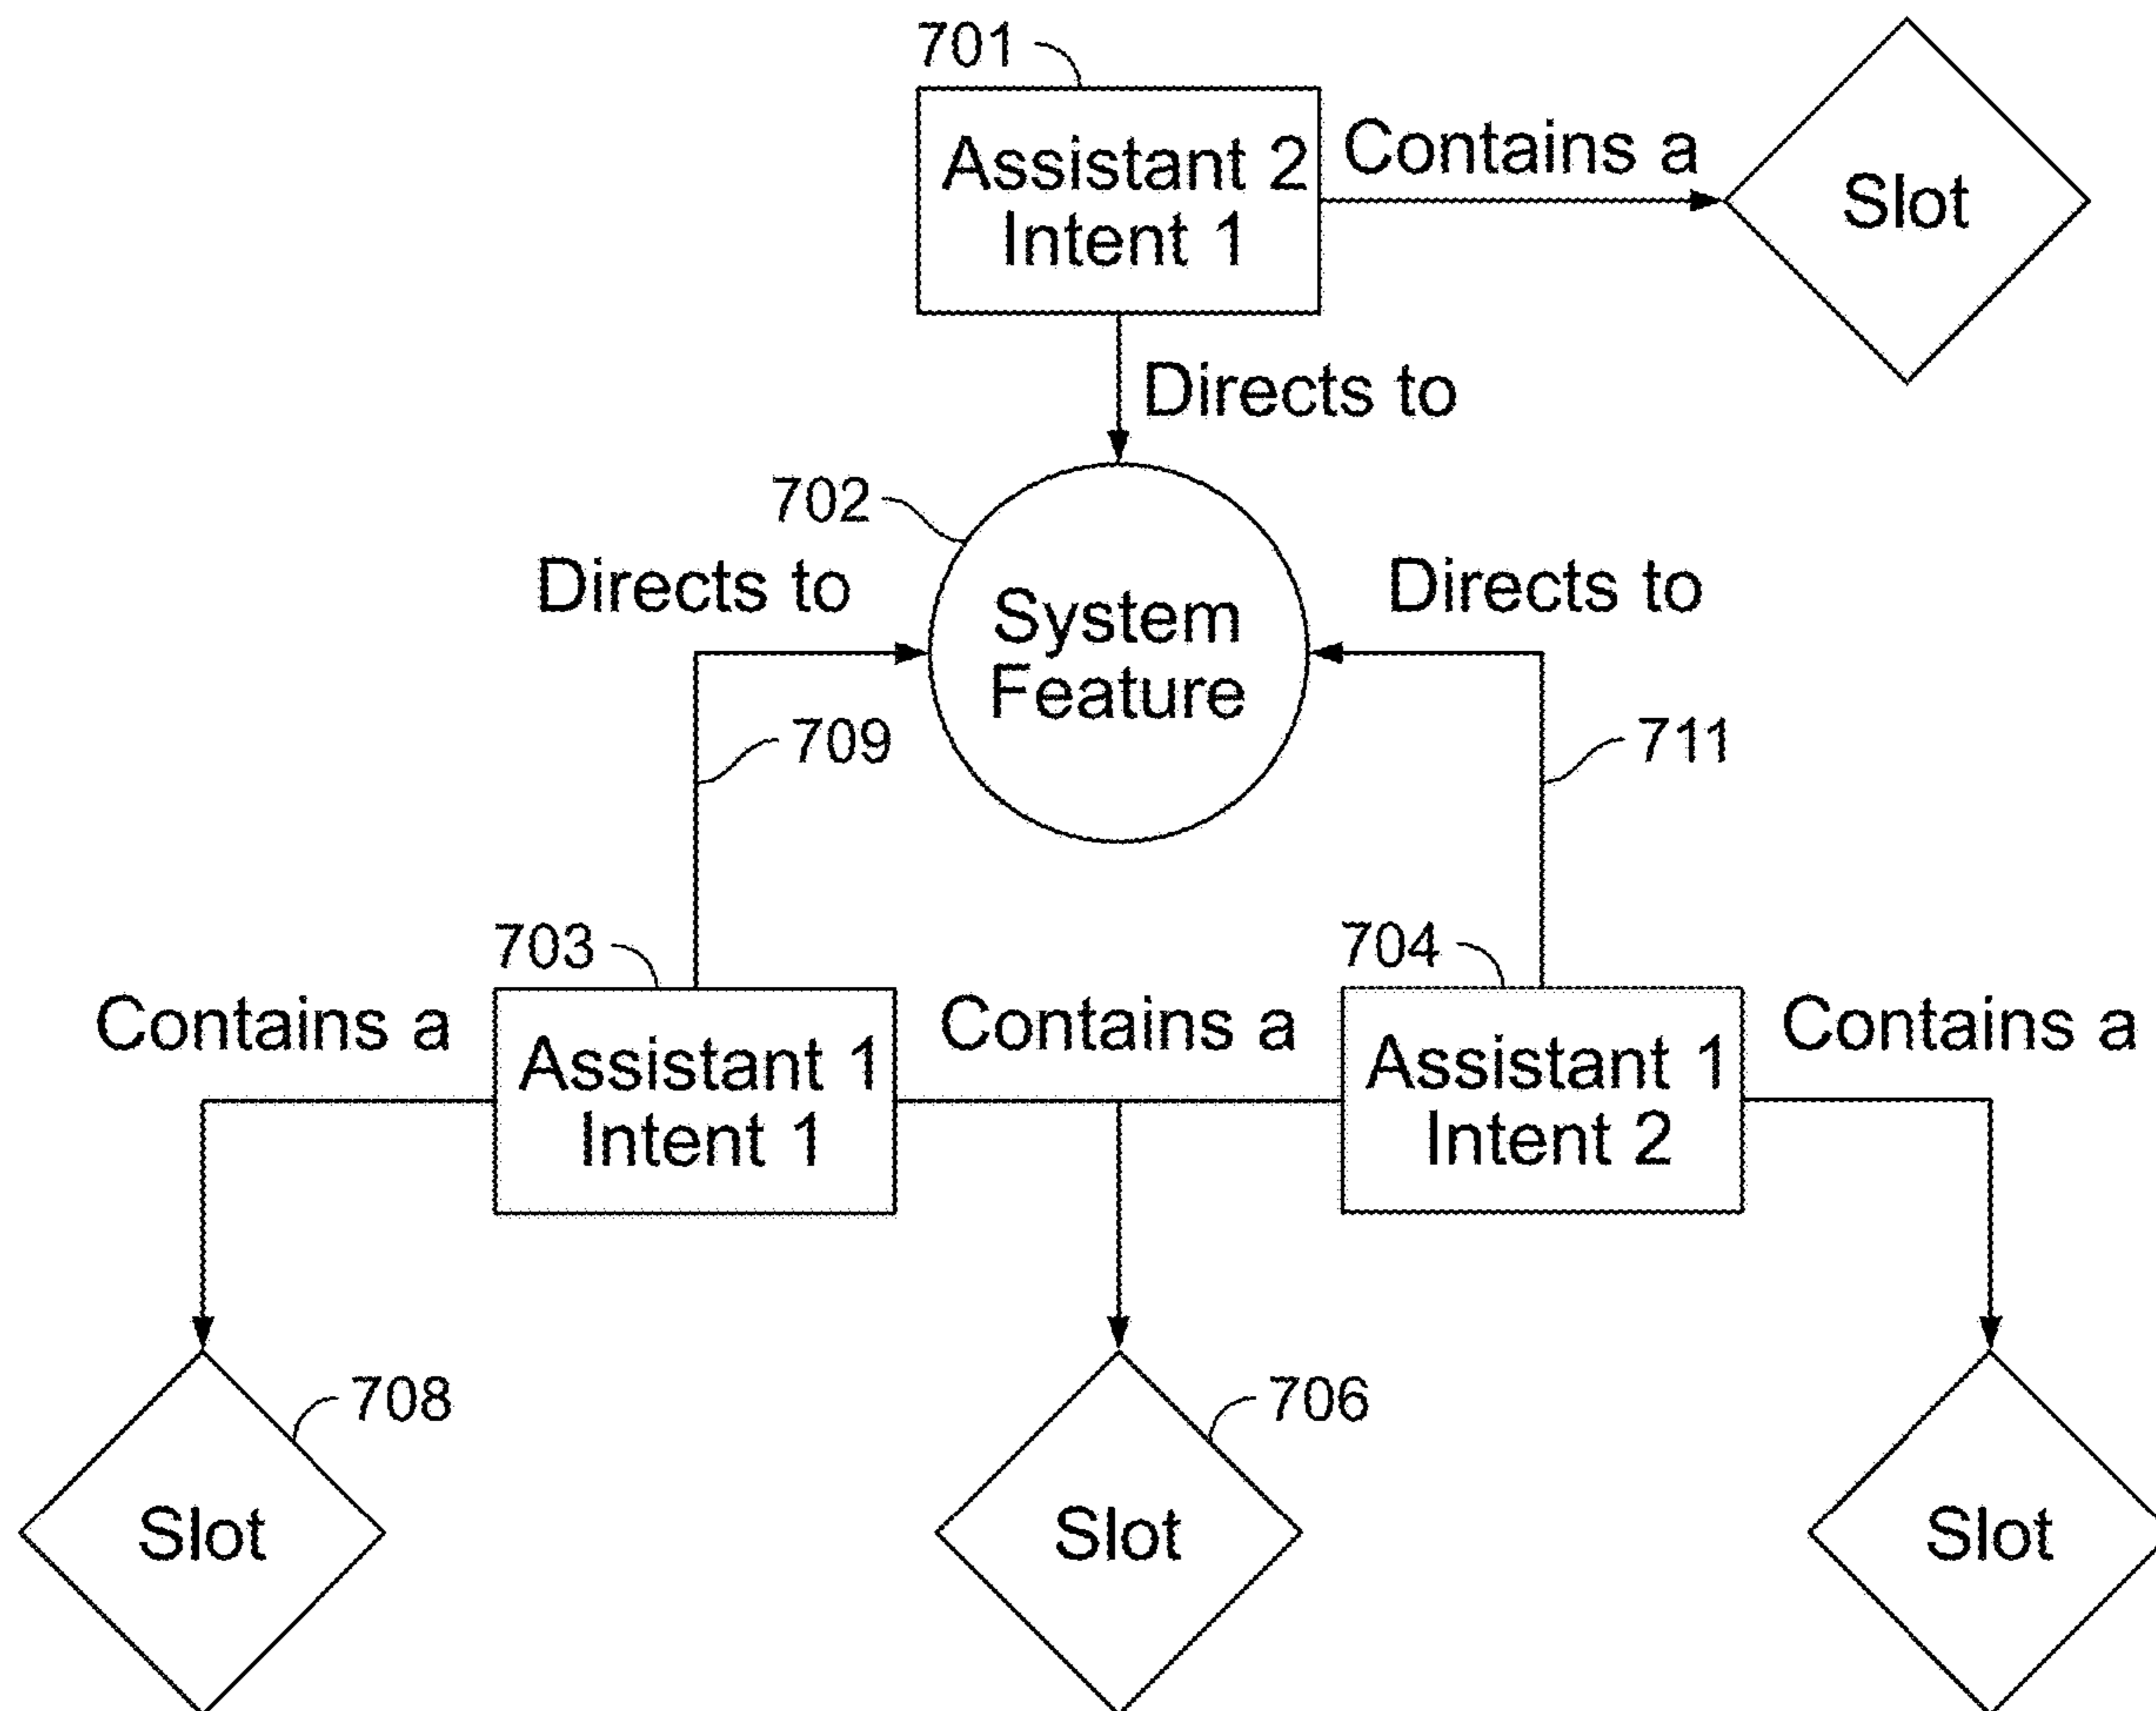 701
Assistant 2
Intent 1
Contains a
Slot
Directs to
702
Directs to
System
Feature
Directs to
709
711
703
704
Contains a
Assistant 1
Intent 1
Contains a
Assistant 1
Intent 2
Contains a
708
706
Slot
Slot
Slot